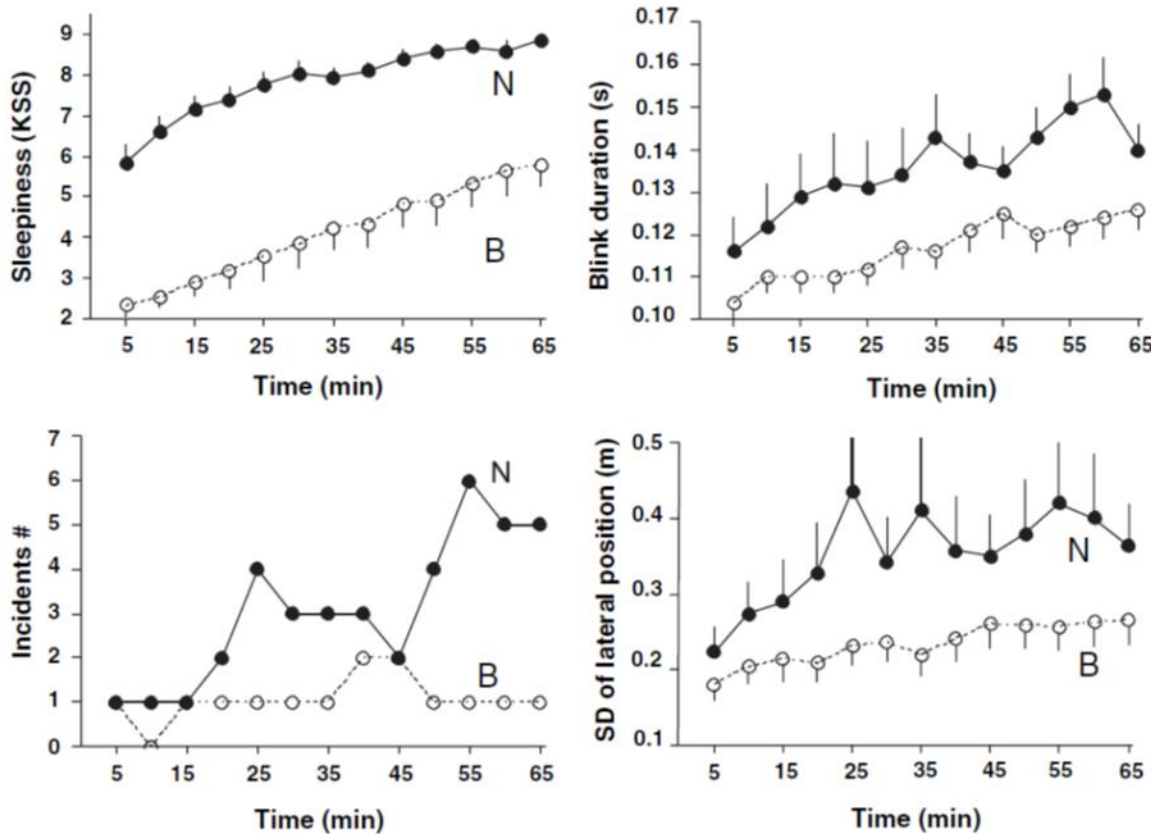 Sleepiness (KSS)
9
8
7
6
5
4
3
2
N
B
5 15 25 35 45 55 65
Time (min)
Blink duration (s)
0.17
0.16
0.15
0.14
0.13
0.12
0.11
0.10
5 15 25 35 45 55 65
Time (min)
Incidents #
7
6
5
4
3
2
1
0
N
B
5 15 25 35 45 55 65
Time (min)
SD of lateral position (m)
0.5
0.4
0.3
0.2
0.1
N
B
5 15 25 35 45 55 65
Time (min)